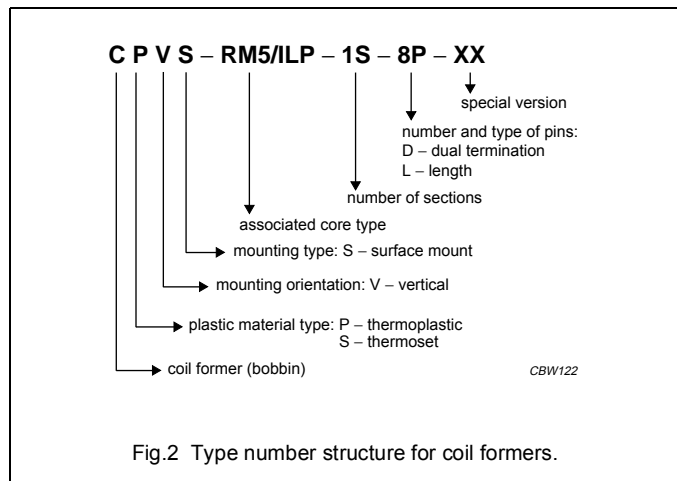 C P V S – RM5/ILP – 1S – 8P – XX
special version
number and type of pins:
D – dual termination
L – length
number of sections
associated core type
mounting type: S – surface mount
mounting orientation: V – vertical
plastic material type: P – thermoplastic
S – thermoset
coil former (bobbin)
CBW122
Fig.2 Type number structure for coil formers.